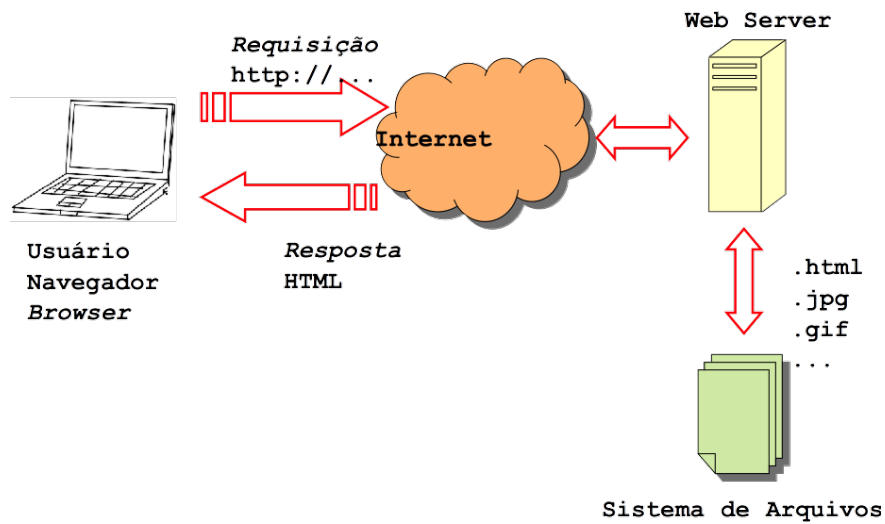 Web Server
Requisição
http://...
Internet
Usuário
Navegador
Browser
Resposta
HTML
.html
.jpg
.gif
...
Sistema de Arquivos